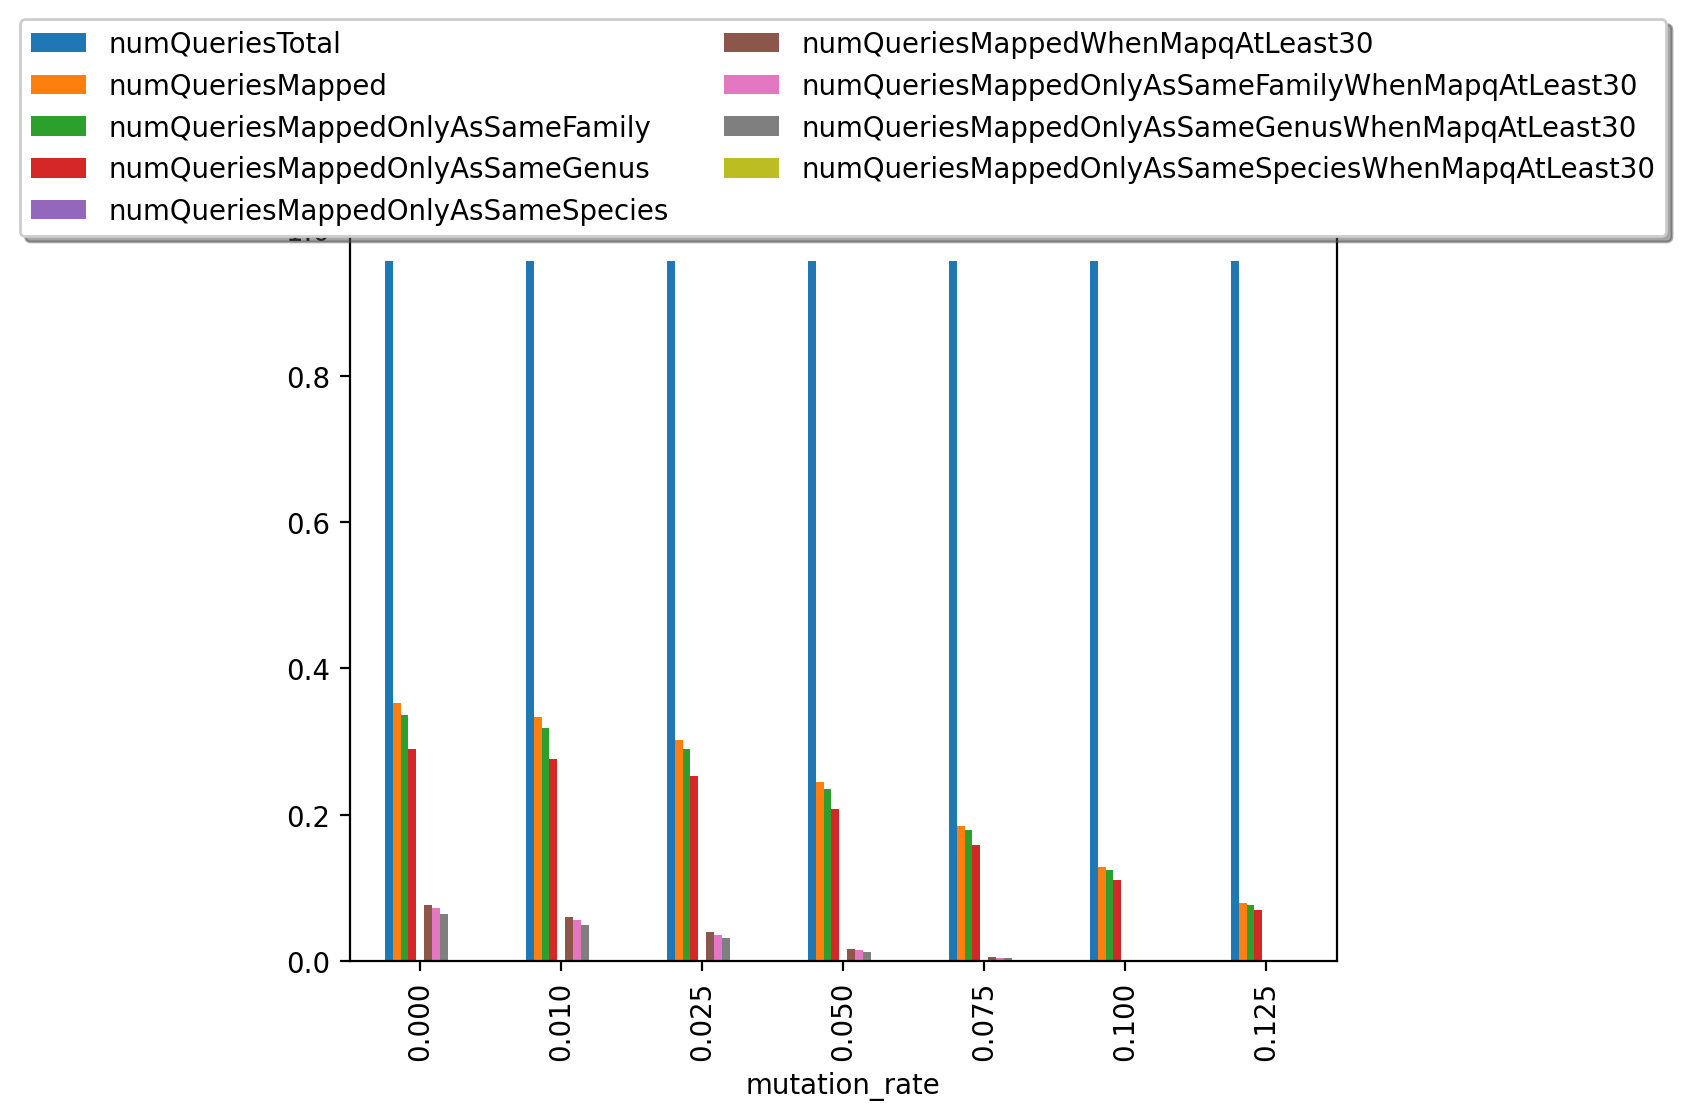 numQueriesTotal
numQueriesMapped
numQueriesMappedOnlyAsSameFamily
numQueriesMappedOnlyAsSameGenus
numQueriesMappedOnlyAsSameSpecies
numQueriesMappedWhenMapqAtLeast30
numQueriesMappedOnlyAsSameFamilyWhenMapqAtLeast30
numQueriesMappedOnlyAsSameGenusWhenMapqAtLeast30
numQueriesMappedOnlyAsSameSpeciesWhenMapqAtLeast30
0.8
0.6
0.4
0.2
0.0
0.000
0.010
0.025
0.050
0.075
0.100
0.125
mutation_rate